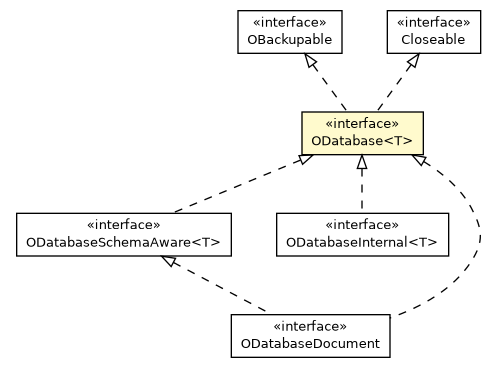 «interface»
OBackupable
«interface»
Closeable
«interface»
ODatabase<T>
«interface»
ODatabaseSchemaAware<T>
«interface»
ODatabaseInternal<T>
«interface»
ODatabaseDocument